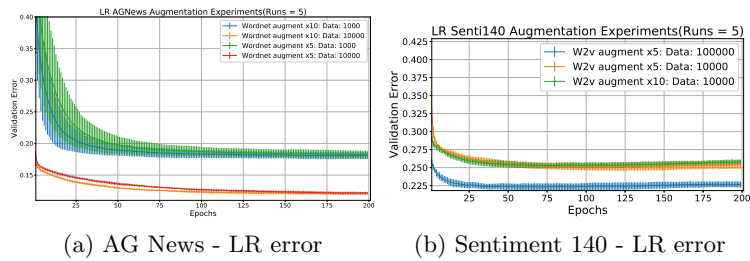 LR AGNews Augmentation Experiments(Runs = 5)
Validation Error
0.40
0.35
0.30
0.25
0.20
0.15
Wordnet augment x10: Data: 1000
Wordnet augment x10: Data: 10000
Wordnet augment x5: Data: 1000
Wordnet augment x5: Data: 10000
25 50 75 100 125 150 175 200
Epochs
(a) AG News - LR error
LR Senti140 Augmentation Experiments(Runs = 5)
Validation Error
0.425
0.400
0.375
0.350
0.325
0.300
0.275
0.250
0.225
W2v augment x5: Data: 100000
W2v augment x5: Data: 10000
W2v augment x10: Data: 10000
25 50 75 100 125 150 175 200
Epochs
(b) Sentiment 140 - LR error